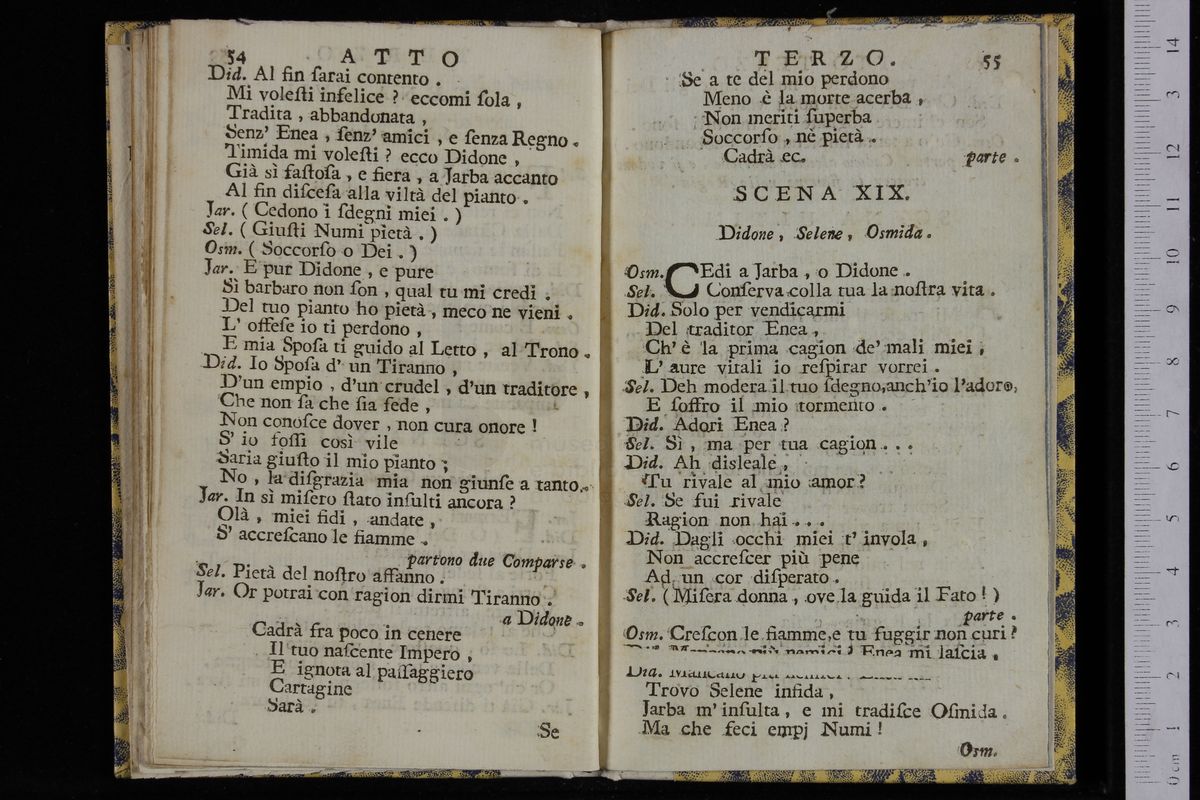 54 ATTO
Did. Al fin ſarai contento .
Mi voleſti infelice ? eccomi ſola ,
Tradita , abbandonata ,
Senz' Enea , ſenz' amici , e ſenza Regno .
Timida mi voleſti ? ecco Didone ,
Già sì faſtoſa , e fiera , a Jarba accanto
Al fin diſceſa alla viltà del pianto .
Jar. ( Cedono i ſdegni miei . )
Sel. ( Giuſti Numi pietà . )
Osm. ( Soccorſo o Dei . )
Jar. E pur Didone , e pure
Sì barbaro non ſon , qual tu mi credi .
Del tuo pianto ho pietà , meco ne vieni .
L' offeſe io ti perdono ,
E mia Spoſa ti guido al Letto , al Trono .
Did. Io Spoſa d' un Tiranno ,
D'un empio , d'un crudel , d'un traditore ,
Che non ſa che ſia fede ,
Non conoſce dover , non cura onore !
S' io foſſi così vile
Saria giuſto il mio pianto ;
No , la diſgrazia mia non giunſe a tanto .
Jar. In sì miſero ſtato inſulti ancora ?
Olà , miei fidi , andate ,
S' accreſcano le fiamme .
partono due Comparse .
Sel. Pietà del noſtro affanno .
Jar. Or potrai con ragion dirmi Tiranno .
a Didone .
Cadrà fra poco in cenere
Il tuo naſcente Impero ,
E ignota al paſſaggiero
Cartagine
Sarà .
Se
TERZO. 55
Se a te del mio perdono
Meno è la morte acerba ,
Non meriti ſuperba
Soccorſo , nè pietà .
Cadrà ec. parte .
SCENA XIX.
Didone , Selene , Osmida .
Osm. CEdi a Jarba , o Didone .
Sel. Conſerva colla tua la noſtra vita .
Did. Solo per vendicarmi
Del traditor Enea ,
Ch' è la prima cagion de' mali miei ,
L' aure vitali io reſpirar vorrei .
Sel. Deh modera il tuo ſdegno,anch'io l'adoro,
E ſoffro il mio tormento .
Did. Adori Enea ?
Sel. Sì , ma per tua cagion . . .
Did. Ah disleale ,
Tu rivale al mio amor ?
Sel. Se fui rivale
Ragion non hai . . .
Did. Dagli occhi miei t' invola ,
Non accreſcer più pene
Ad un cor diſperato .
Sel. ( Miſera donna , ove la guida il Fato ! )
parte .
Osm. Creſcon le fiamme,e tu fuggir non curi ?
Did. Mancano più nemici ? Enea mi laſcia ,
Trovo Selene infida ,
Jarba m' inſulta , e mi tradiſce Oſmida .
Ma che feci empj Numi !
Osm.